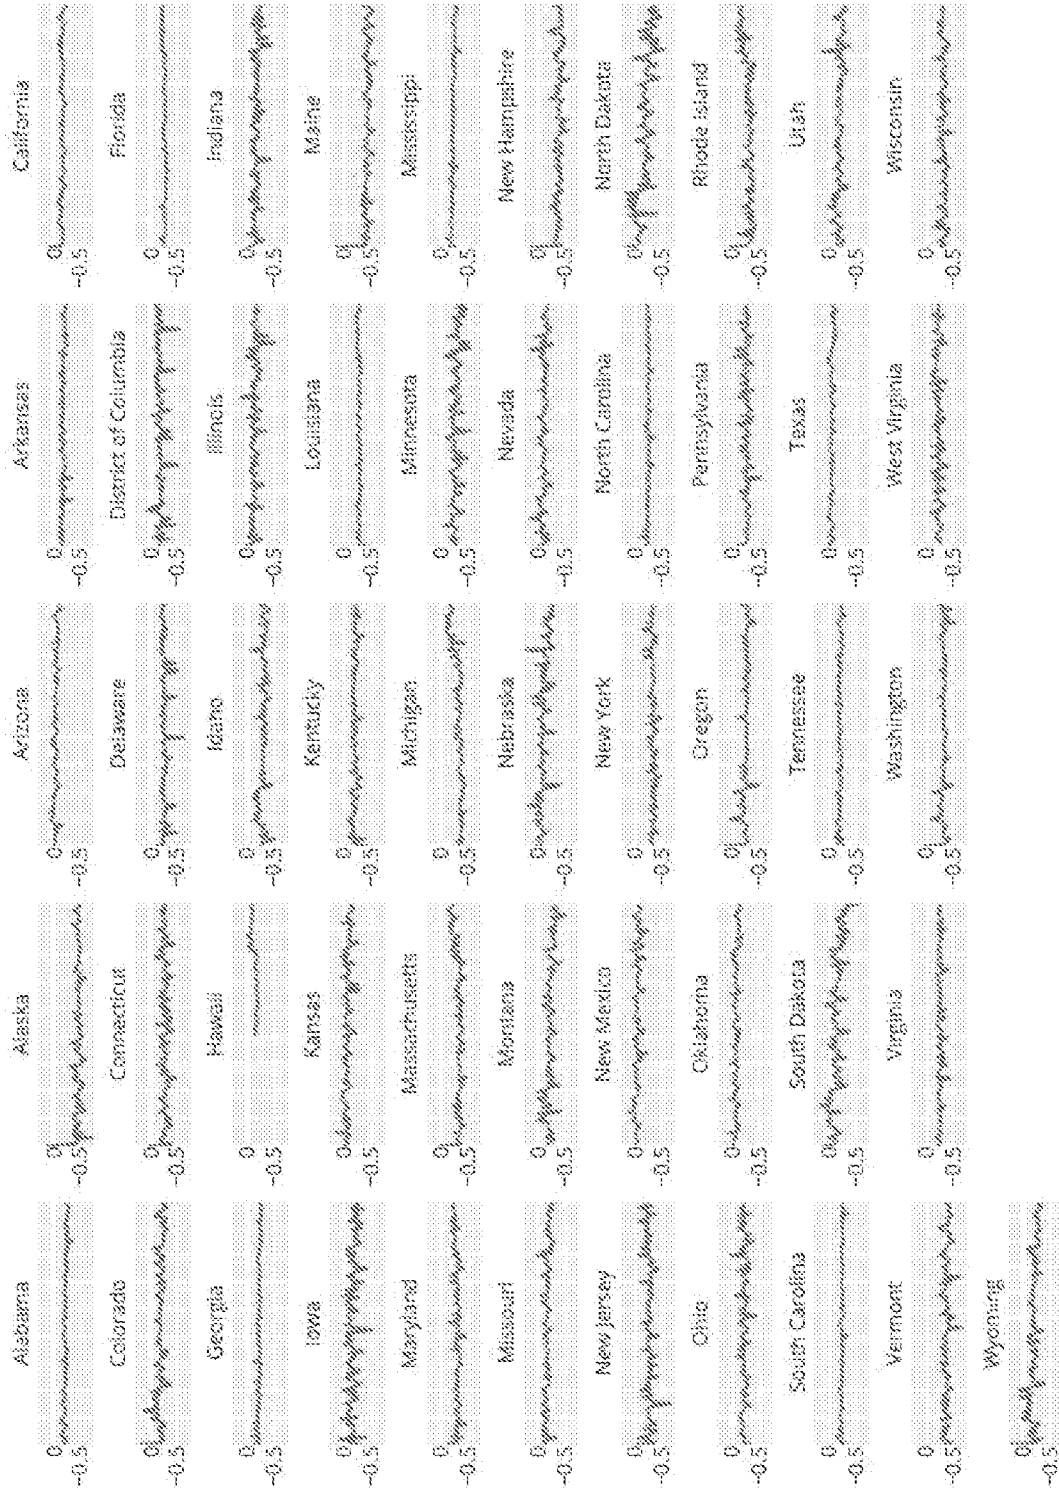 Alabama
0
−0.5
Alaska
0
−0.5
Arizona
0
−0.5
Arkansas
0
−0.5
California
0
−0.5
Colorado
0
−0.5
Connecticut
0
−0.5
Delaware
0
−0.5
District of Columbia
0
−0.5
Florida
0
−0.5
Georgia
0
−0.5
Hawaii
0
−0.5
Idaho
0
−0.5
Illinois
0
−0.5
Indiana
0
−0.5
Iowa
0
−0.5
Kansas
0
−0.5
Kentucky
0
−0.5
Louisiana
0
−0.5
Maine
0
−0.5
Maryland
0
−0.5
Massachusetts
0
−0.5
Michigan
0
−0.5
Minnesota
0
−0.5
Mississippi
0
−0.5
Missouri
0
−0.5
Montana
0
−0.5
Nebraska
0
−0.5
Nevada
0
−0.5
New Hampshire
0
−0.5
New Jersey
0
−0.5
New Mexico
0
−0.5
New York
0
−0.5
North Carolina
0
−0.5
North Dakota
0
−0.5
Ohio
0
−0.5
Oklahoma
0
−0.5
Oregon
0
−0.5
Pennsylvania
0
−0.5
Rhode Island
0
−0.5
South Carolina
0
−0.5
South Dakota
0
−0.5
Tennessee
0
−0.5
Texas
0
−0.5
Utah
0
−0.5
Vermont
0
−0.5
Virginia
0
−0.5
Washington
0
−0.5
West Virginia
0
−0.5
Wisconsin
0
−0.5
Wyoming
0
−0.5